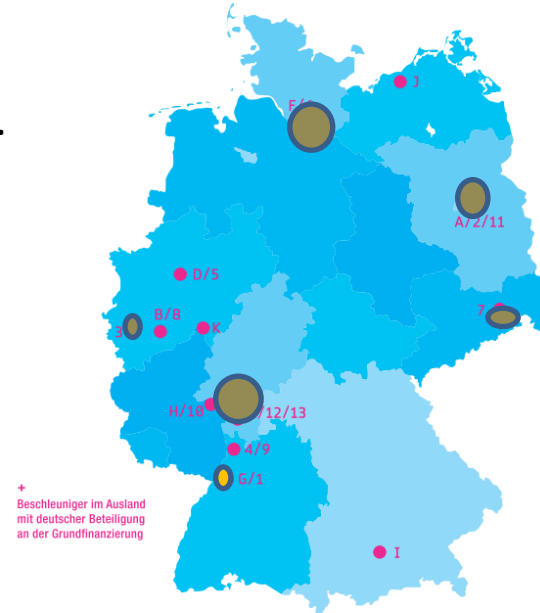 J
A/2/11
D/5
7
B/8
3
K
H/10
/12/13
4/9
G/1
+
Beschleuniger im Ausland
mit deutscher Beteiligung
an der Grundfinanzierung
I